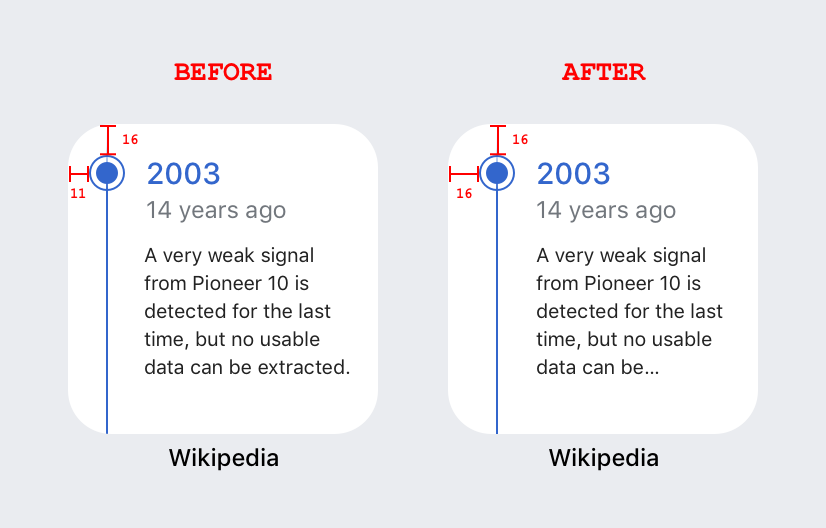 BEFORE
16
11
2003
14 years ago
A very weak signal
from Pioneer 10 is
detected for the last
time, but no usable
data can be extracted.
Wikipedia
AFTER
16
16
2003
14 years ago
A very weak signal
from Pioneer 10 is
detected for the last
time, but no usable
data can be...
Wikipedia